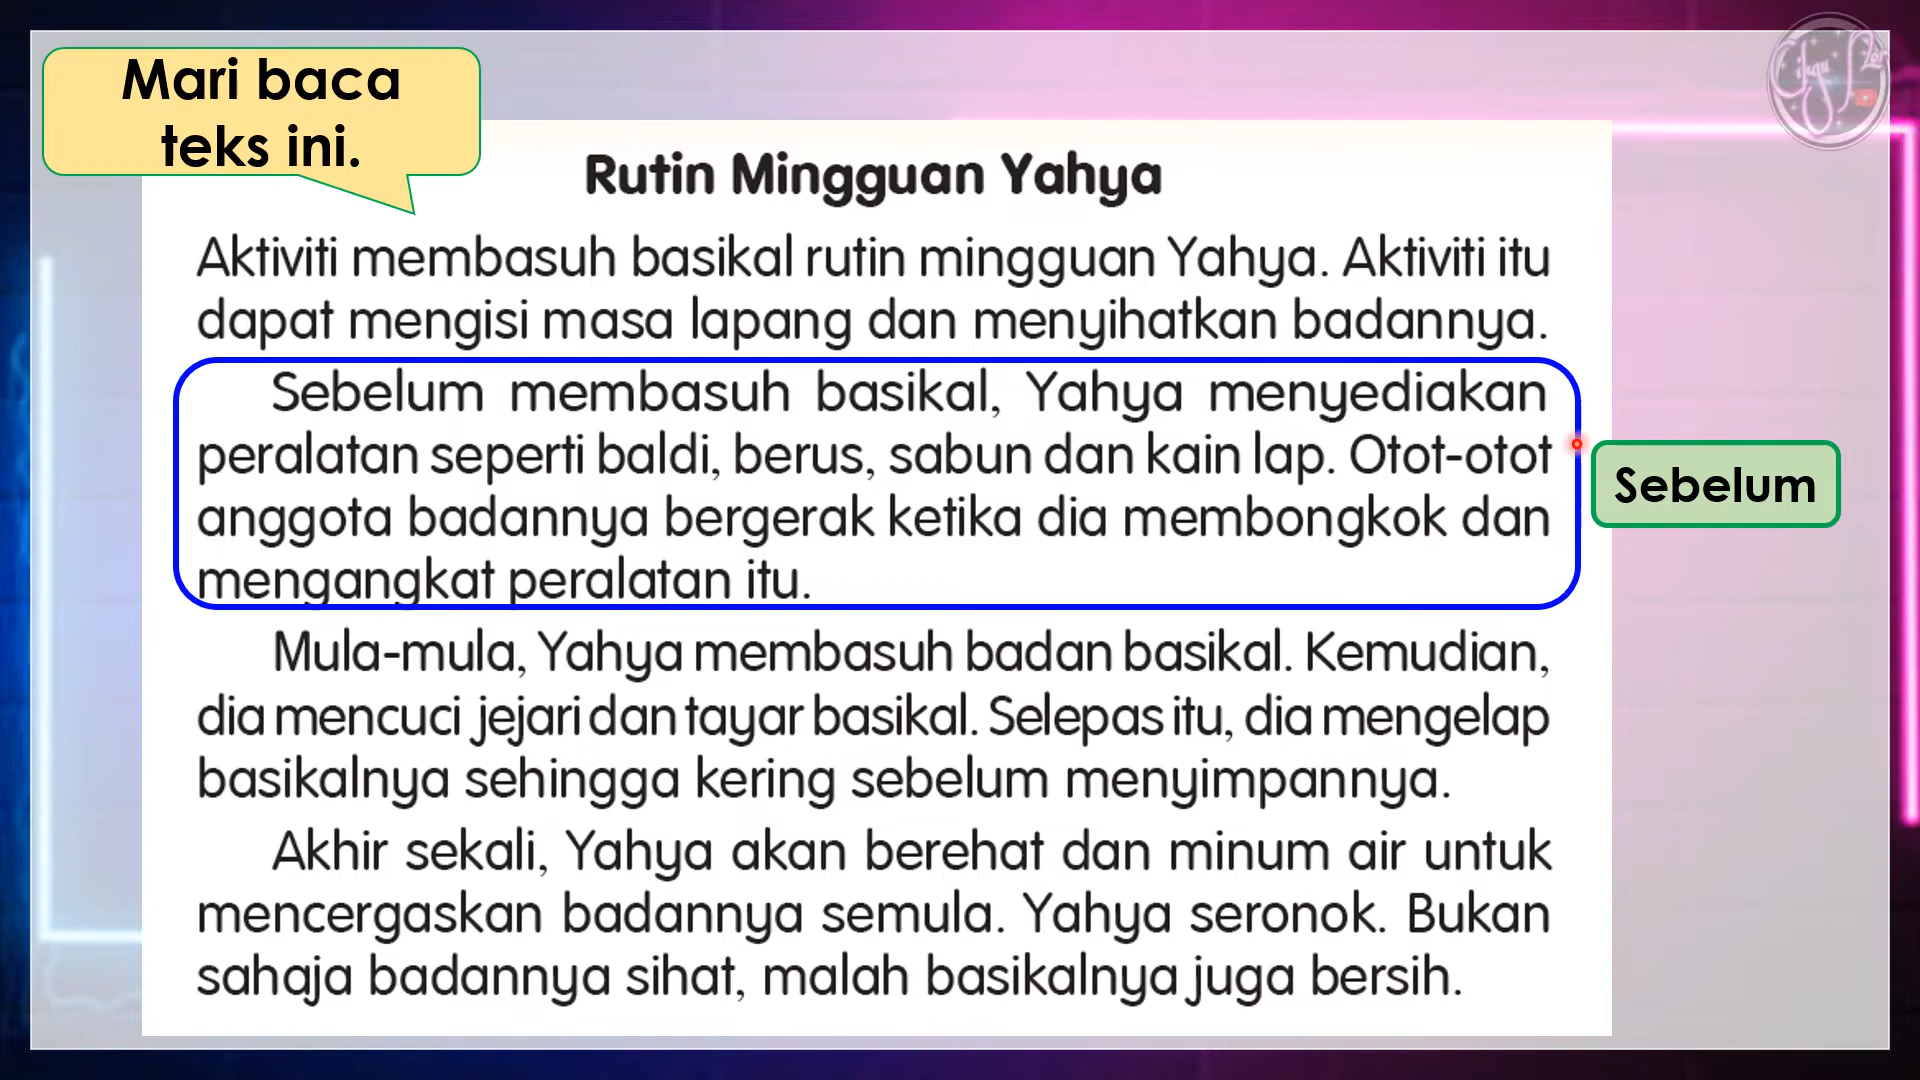 Mari baca
teks ini.
Rutin Mingguan Yahya
Aktiviti membasuh basikal rutin mingguan Yahya. Aktiviti itu
dapat mengisi masa lapang dan menyihatkan badannya.
Sebelum membasuh basikal, Yahya menyediakan
peralatan seperti baldi, berus, sabun dan kain lap. Otot-otot
anggota badannya bergerak ketika dia membongkok dan
mengangkat peralatan itu.
Sebelum
Mula-mula, Yahya membasuh badan basikal. Kemudian,
dia mencuci jejari dan tayar basikal. Selepas itu, dia mengelap
basikalnya sehingga kering sebelum menyimpannya.
Akhir sekali, Yahya akan berehat dan minum air untuk
mencergaskan badannya semula. Yahya seronok. Bukan
sahaja badannya sihat, malah basikalnya juga bersih.